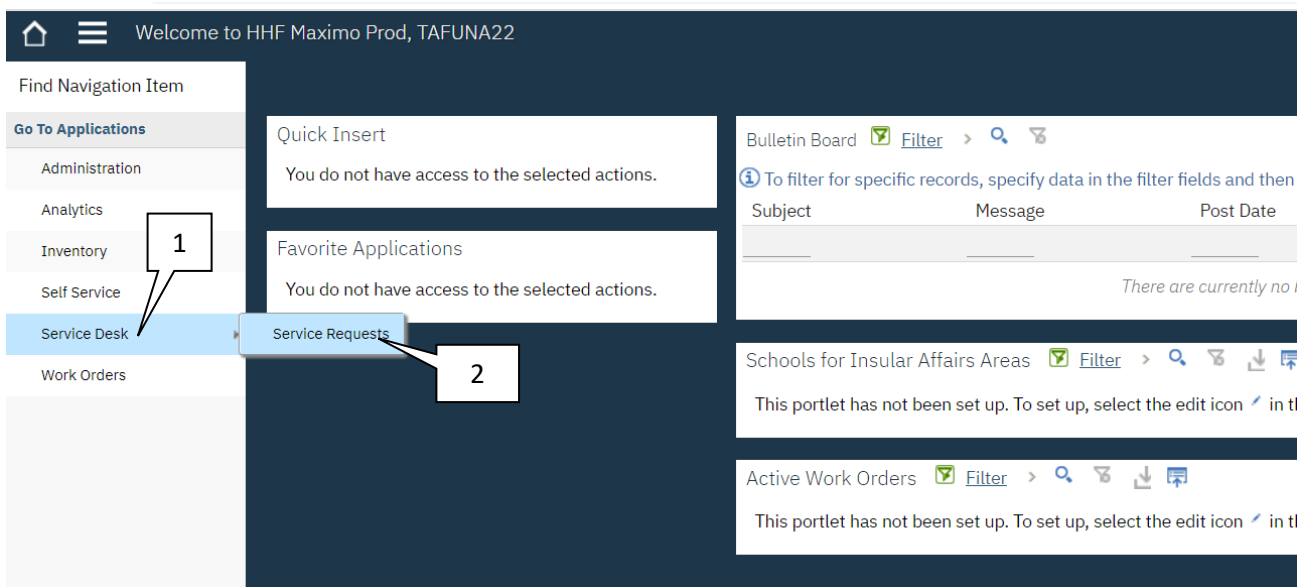 Welcome to HHF Maximo Prod, TAFUNA22
Find Navigation Item
Go To Applications
Administration
Analytics
Inventory
Self Service
Service Desk
Service Requests
Work Orders
1
2
Quick Insert
You do not have access to the selected actions.
Favorite Applications
You do not have access to the selected actions.
Bulletin Board Filter >
To filter for specific records, specify data in the filter fields and then
Subject Message Post Date
There are currently no
Schools for Insular Affairs Areas Filter >
This portlet has not been set up. To set up, select the edit icon in
Active Work Orders Filter >
This portlet has not been set up. To set up, select the edit icon in